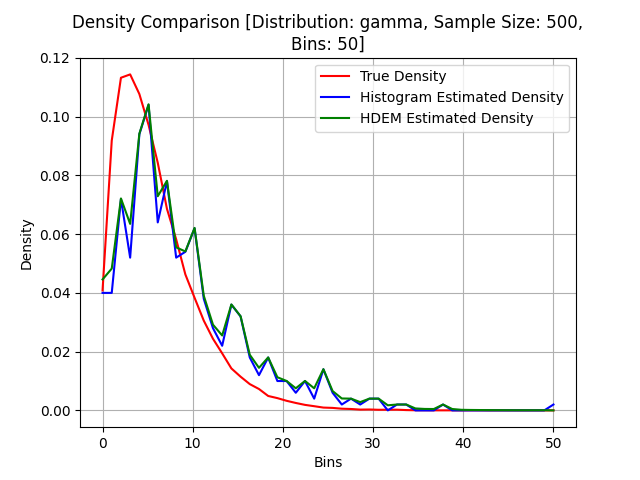 Density Comparison [Distribution: gamma, Sample Size: 500,
Bins: 50]
True Density
Histogram Estimated Density
HDEM Estimated Density
Density
0.12
0.10
0.08
0.06
0.04
0.02
0.00
0 10 20 30 40 50
Bins